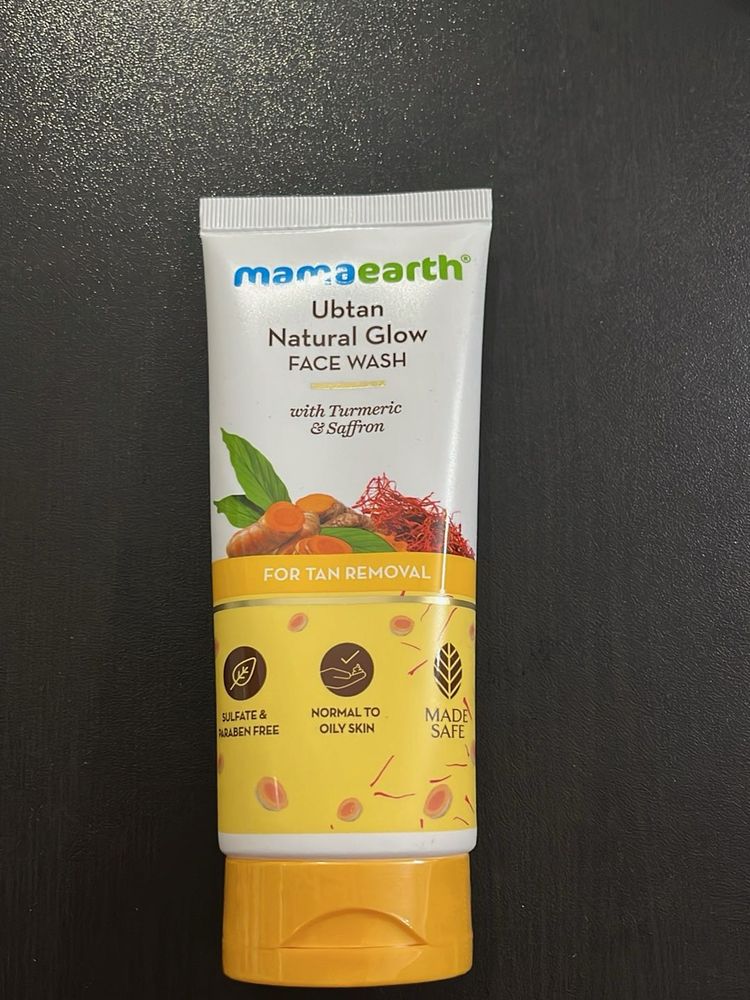 mamaearth®
Ubtan
Natural Glow
FACE WASH
with Turmeric
& Saffron
FOR TAN REMOVAL
SULFATE &
PARABEN FREE
NORMAL TO
OILY SKIN
MADE
SAFE